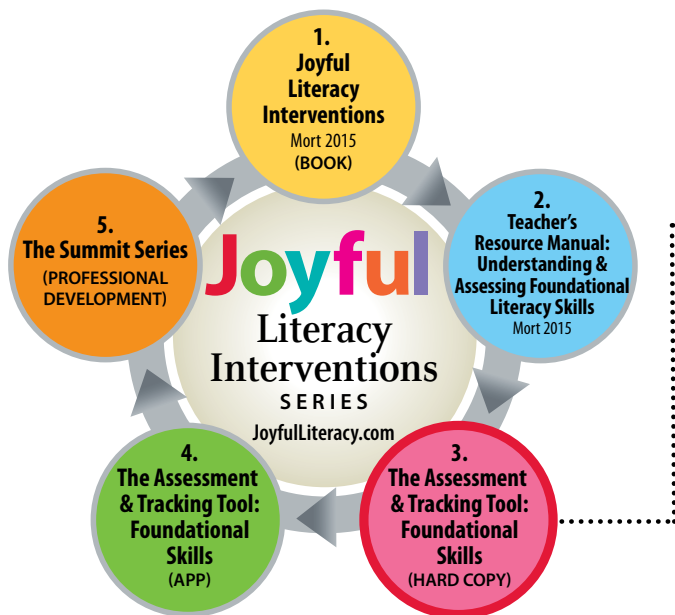 1.
Joyful
Literacy
Interventions
Mort 2015
(BOOK)
2.
Teacher’s
Resource Manual:
Understanding &
Assessing Foundational
Literacy Skills
Mort 2015
3.
The Assessment
& Tracking Tool:
Foundational
Skills
(HARD COPY)
4.
The Assessment
& Tracking Tool:
Foundational
Skills
(APP)
5.
The Summit Series
(PROFESSIONAL
DEVELOPMENT)
Joyful
Literacy
Interventions
SERIES
JoyfulLiteracy.com